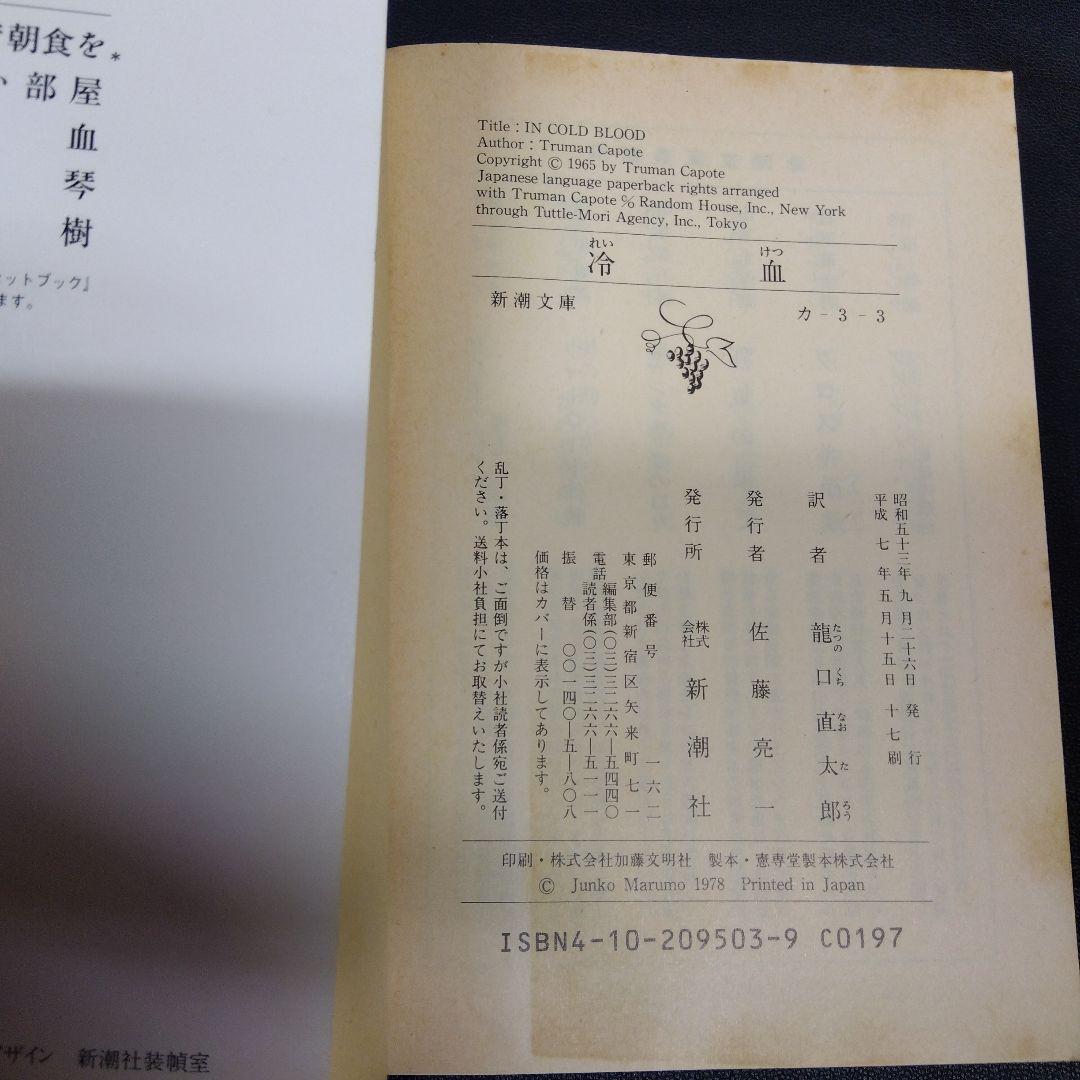 朝食を*
部屋
血
琴
樹
ットブック』
ます。
ザイン 新潮社装幀室
Title : IN COLD BLOOD
Author : Truman Capote
Copyright © 1965 by Truman Capote
Japanese language paperback rights arranged
with Truman Capote ℅ Random House, Inc., New York
through Tuttle-Mori Agency, Inc., Tokyo
冷血
れい けつ
新潮文庫 カ - 3 - 3
昭和五十三年九月二十六日 発行
平成七年五月十五日 十七刷
訳者 龍口直太郎
たつの くち なお た ろう
発行者 佐藤亮一
発行所 株式会社 新潮社
郵便番号 一六二
東京都新宿区矢来町七一
電話 編集部(〇三)三二六六―五四四〇
読者係(〇三)三二六六―五一一一
振替 〇〇一四〇―五―八〇八
価格はカバーに表示してあります。
乱丁・落丁本は、ご面倒ですが小社読者係宛ご送付
ください。送料小社負担にてお取替えいたします。
印刷・株式会社加藤文明社 製本・憲専堂製本株式会社
© Junko Marumo 1978 Printed in Japan
ISBN4-10-209503-9 C0197